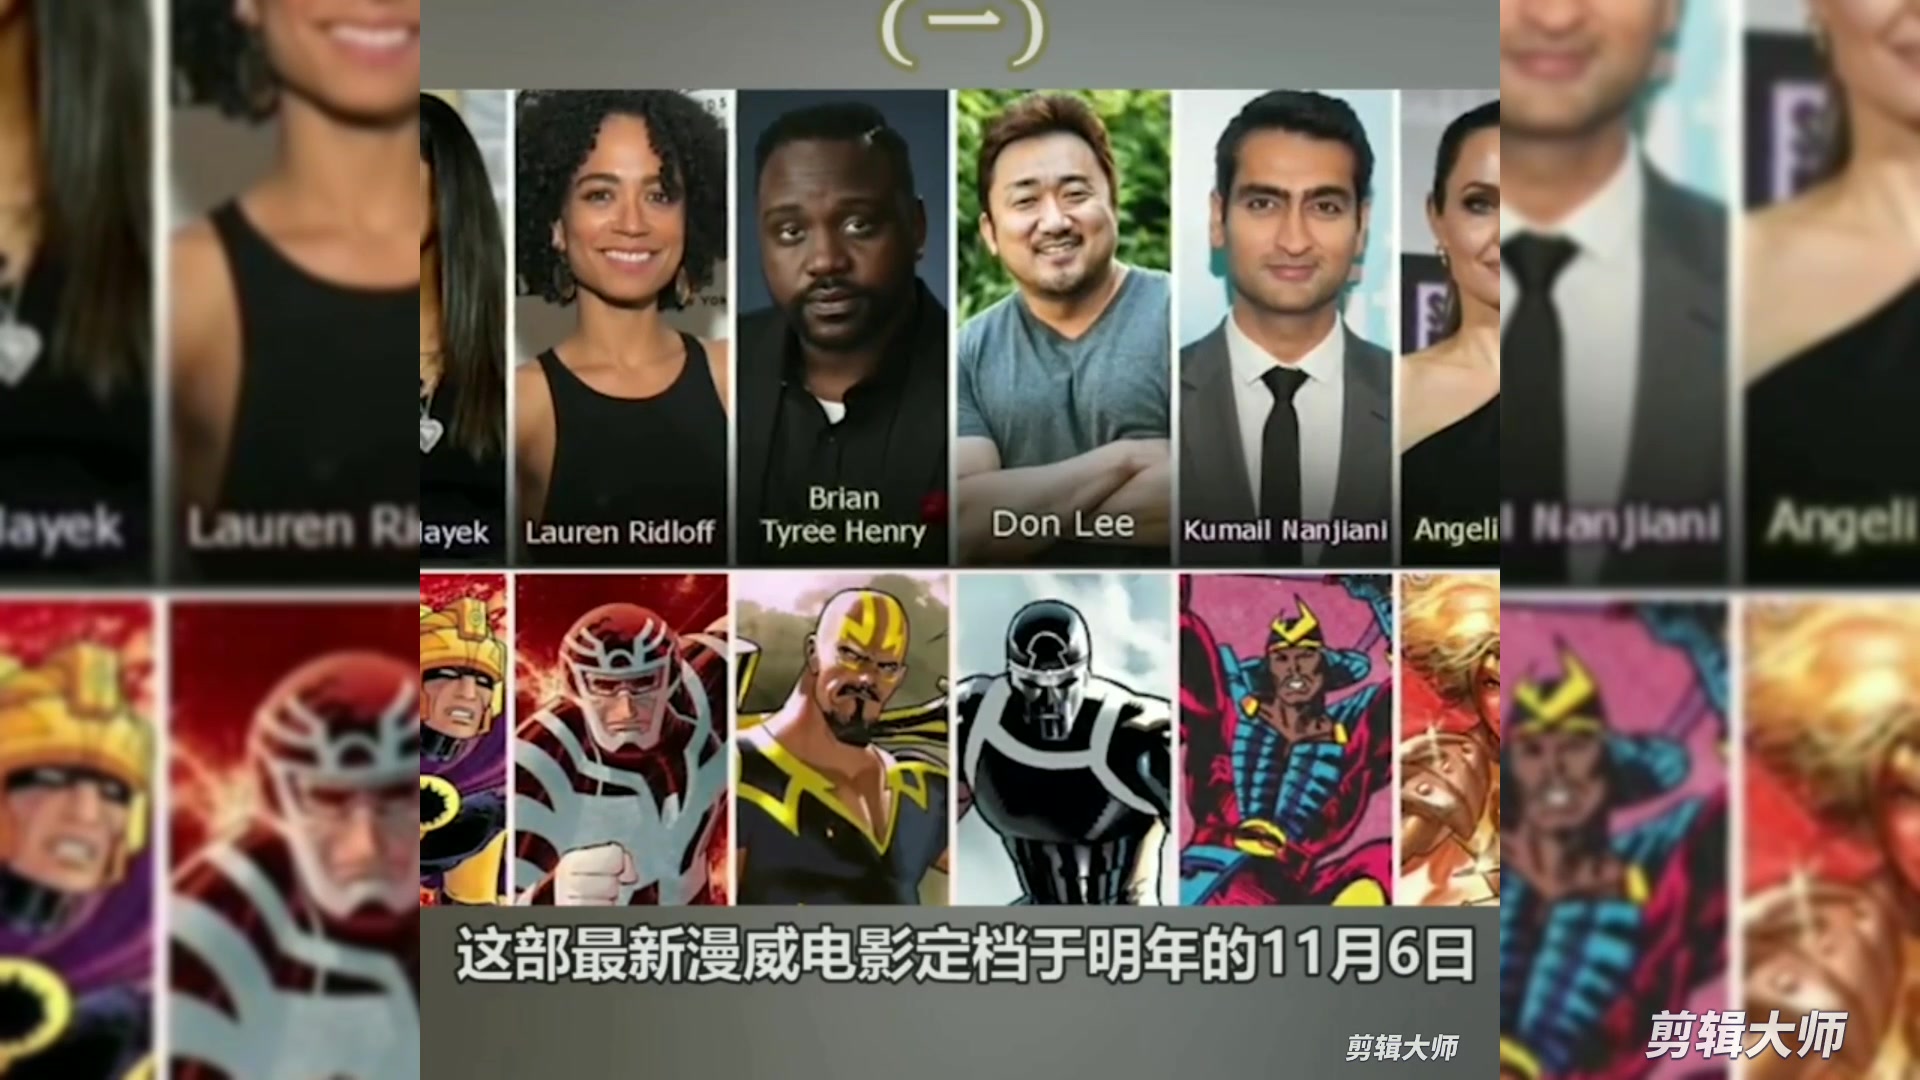 （一）
layek
Lauren Ridloff
Brian
Tyree Henry
Don Lee
Kumail Nanjiani
Angeli
layek
Lauren Ri
l Nanjiani
Angeli
这部最新漫威电影定档于明年的11月6日
剪辑大师
剪辑大师